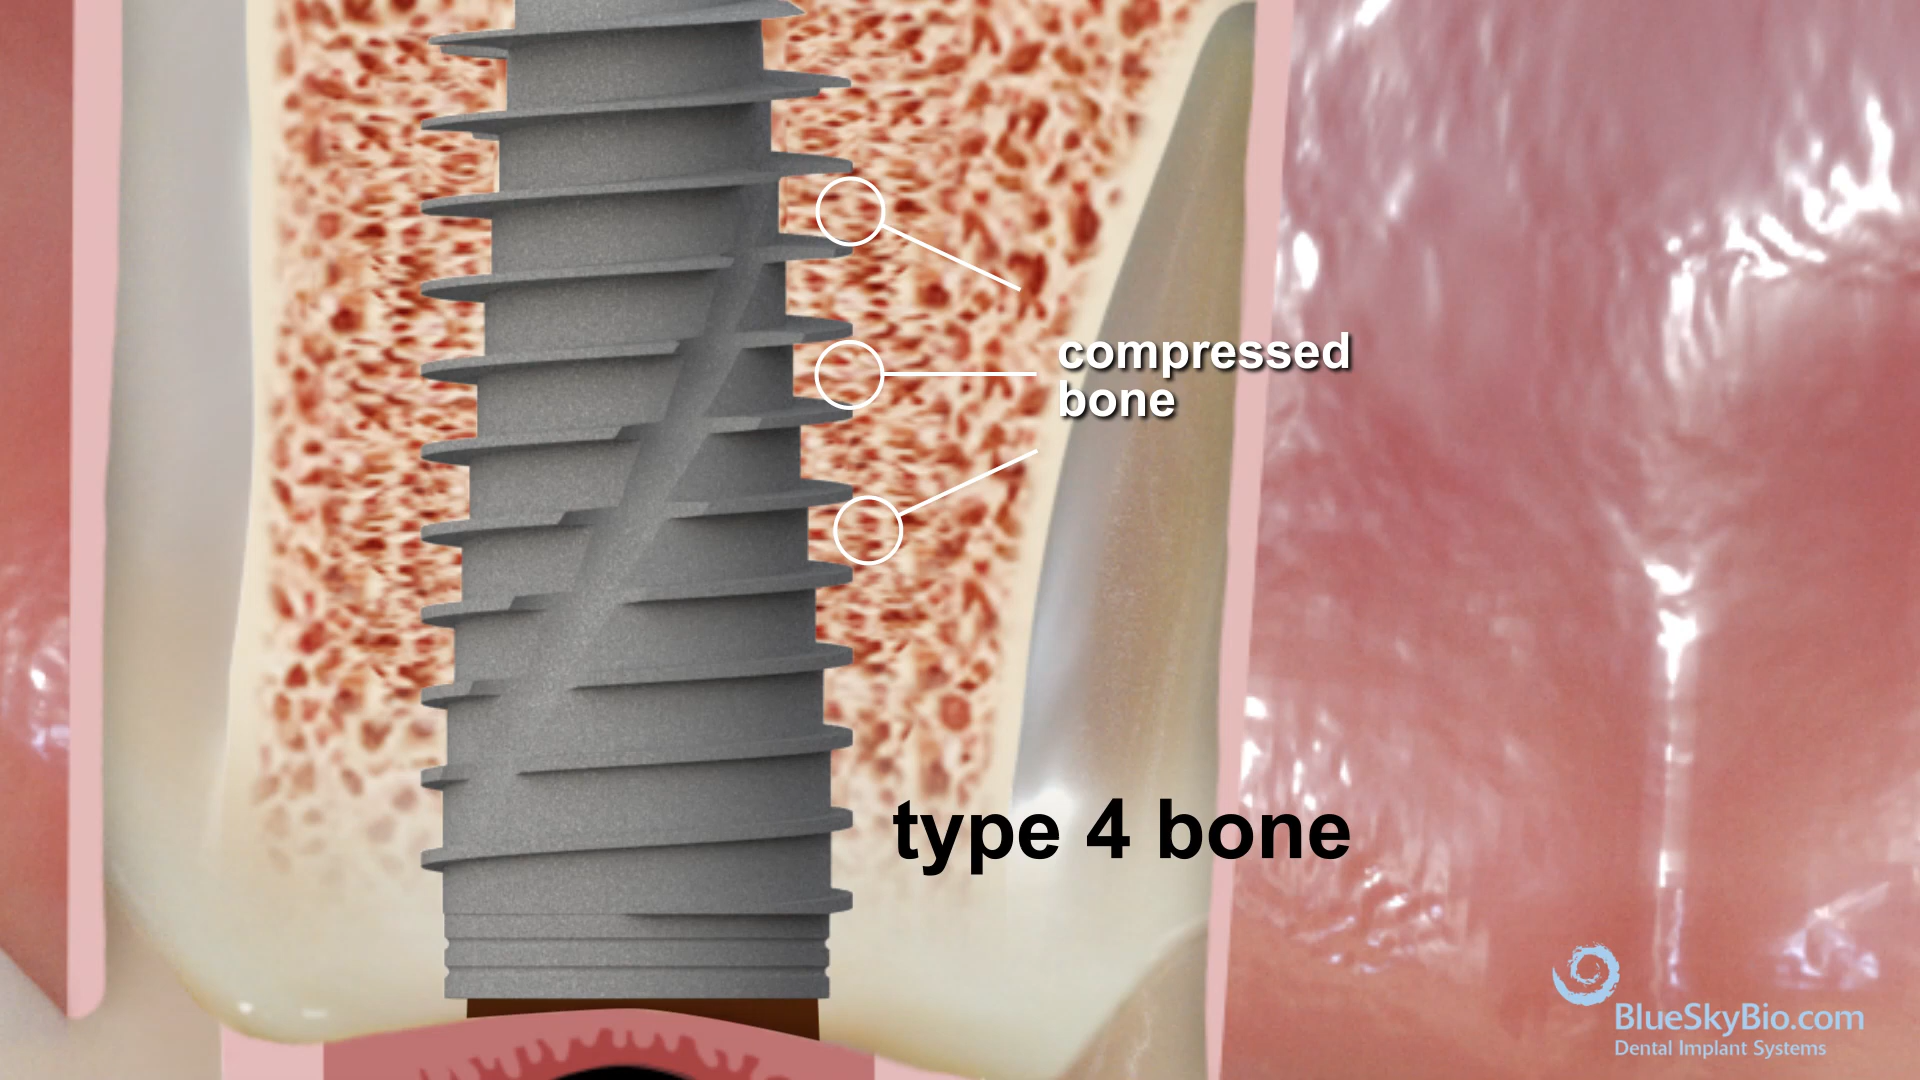 compressed
bone
type 4 bone
BlueSkyBio.com
Dental Implant Systems